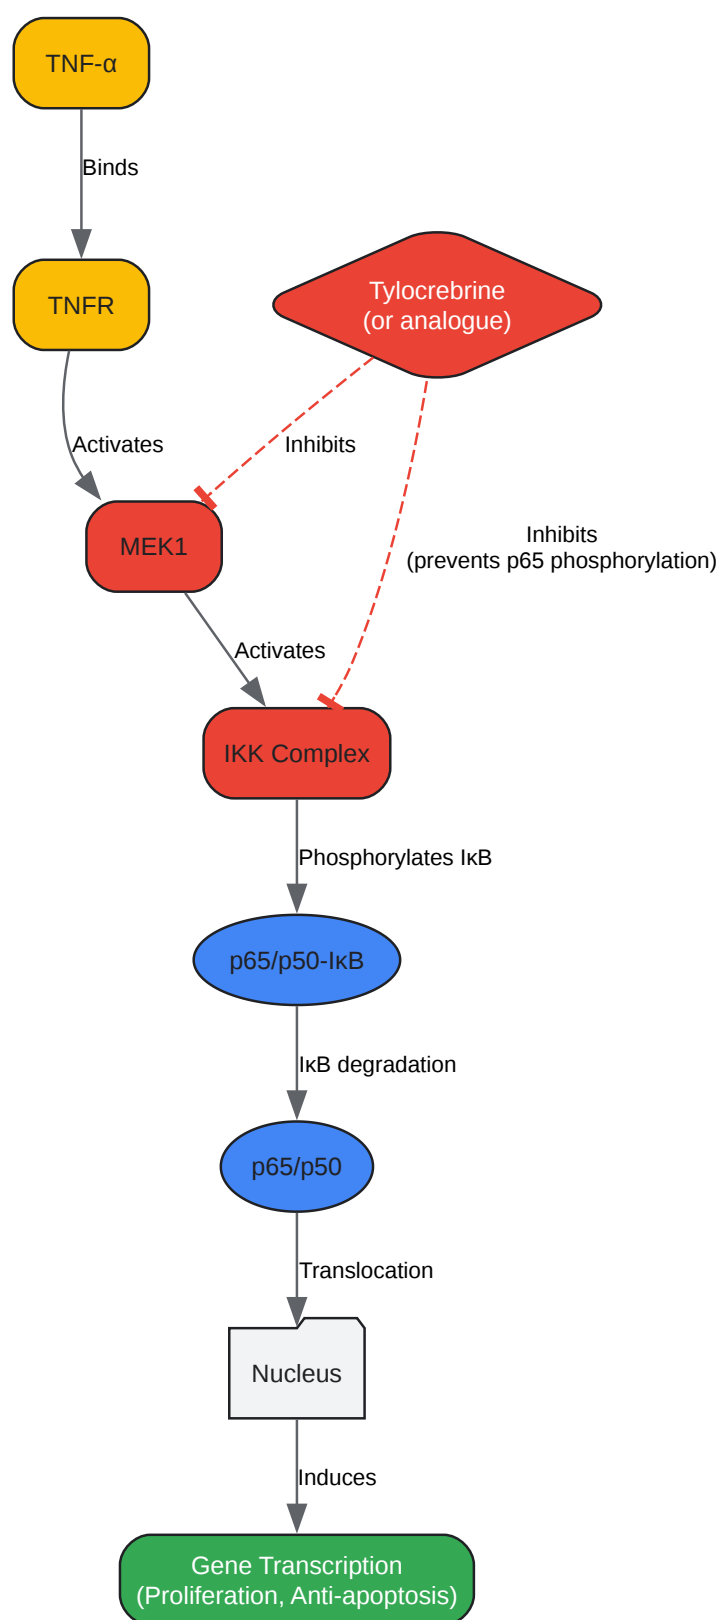 TNF-α
Binds
TNFR
Tylocrebrine
(or analogue)
Activates
Inhibits
MEK1
Inhibits
(prevents p65 phosphorylation)
Activates
IKK Complex
Phosphorylates IκB
p65/p50-IκB
IκB degradation
p65/p50
Translocation
Nucleus
Induces
Gene Transcription
(Proliferation, Anti-apoptosis)